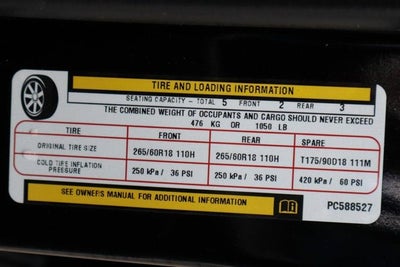 TIRE AND LOADING INFORMATION
SEATING CAPACITY - TOTAL 5 FRONT 2 REAR 3
THE COMBINED WEIGHT OF OCCUPANTS AND CARGO SHOULD NEVER EXCEED
476 KG OR 1050 LB
TIRE FRONT REAR SPARE
ORIGINAL TIRE SIZE 265/60R18 110H 265/60R18 110H T175/90D18 111M
COLD TIRE INFLATION
PRESSURE 250 kPa / 36 PSI 250 kPa / 36 PSI 420 kPa / 60 PSI
SEE OWNERS MANUAL FOR ADDITIONAL INFORMATION PC588527